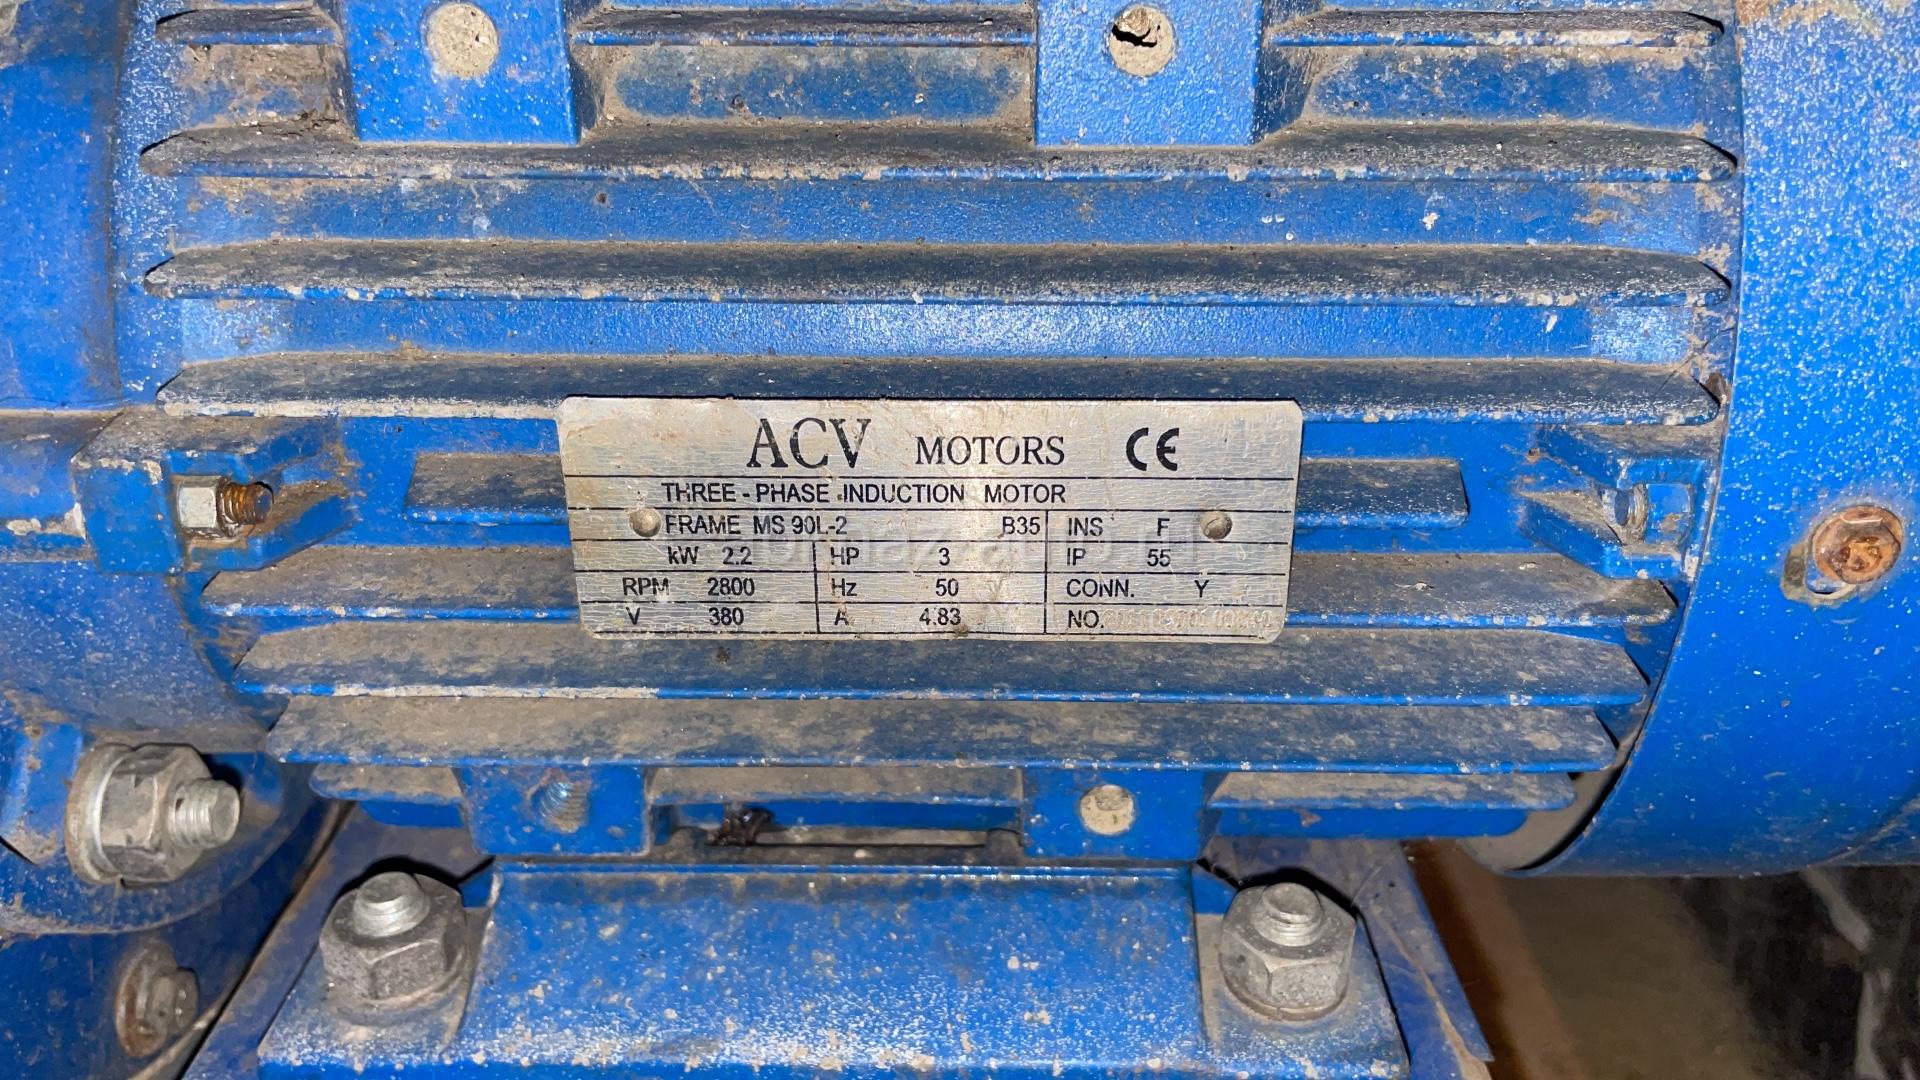 ACV MOTORS CE
THREE-PHASE INDUCTION MOTOR
FRAME MS 90L-2 B35 INS F
kW 2.2 HP 3 IP 55
RPM 2800 Hz 50 CONN. Y
V 380 A 4.83 NO.